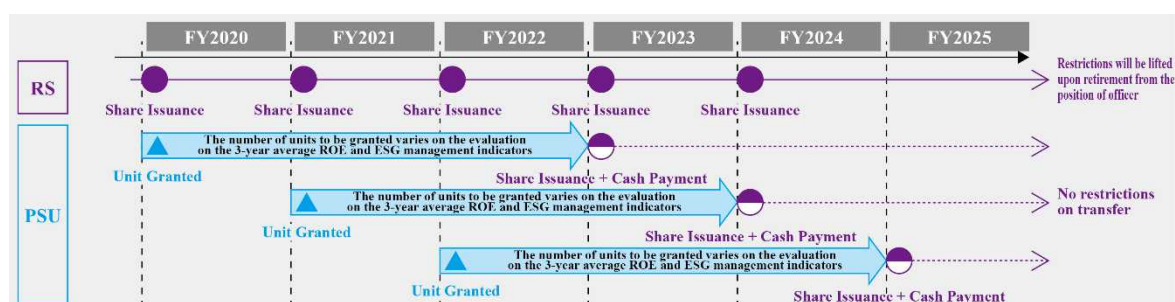 FY2020 FY2021 FY2022 FY2023 FY2024 FY2025
RS
Share Issuance Share Issuance Share Issuance Share Issuance Share Issuance
Restrictions will be lifted
upon retirement from the
position of officer
PSU
The number of units to be granted varies on the evaluation
on the 3-year average ROE and ESG management indicators
Unit Granted
Share Issuance + Cash Payment
The number of units to be granted varies on the evaluation
on the 3-year average ROE and ESG management indicators
Unit Granted
Share Issuance + Cash Payment
No restrictions
on transfer
The number of units to be granted varies on the evaluation
on the 3-year average ROE and ESG management indicators
Unit Granted
Share Issuance + Cash Payment